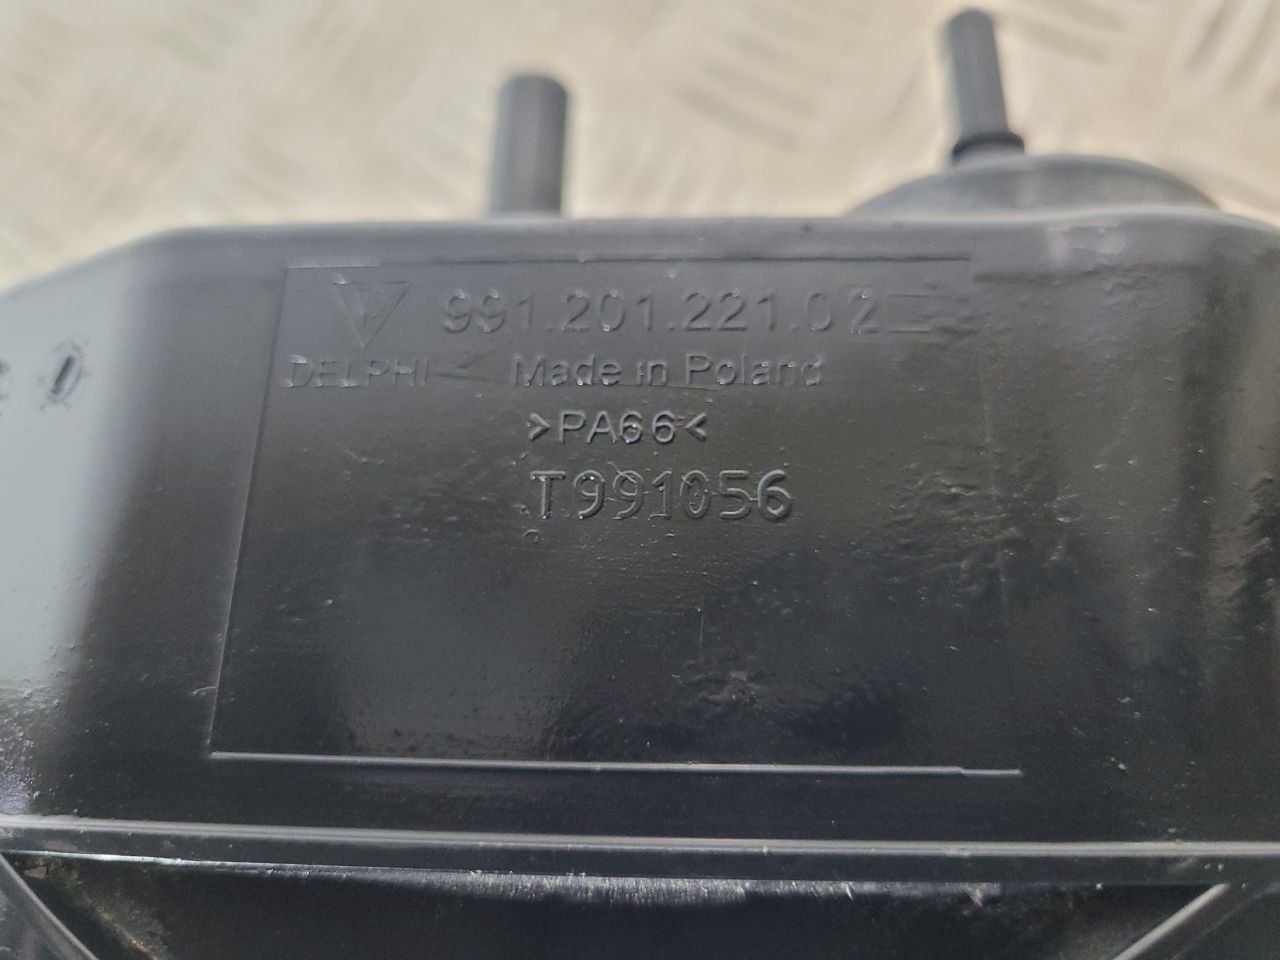 991.201.221.02
DELPHI Made in Poland
>PA66<
T991056